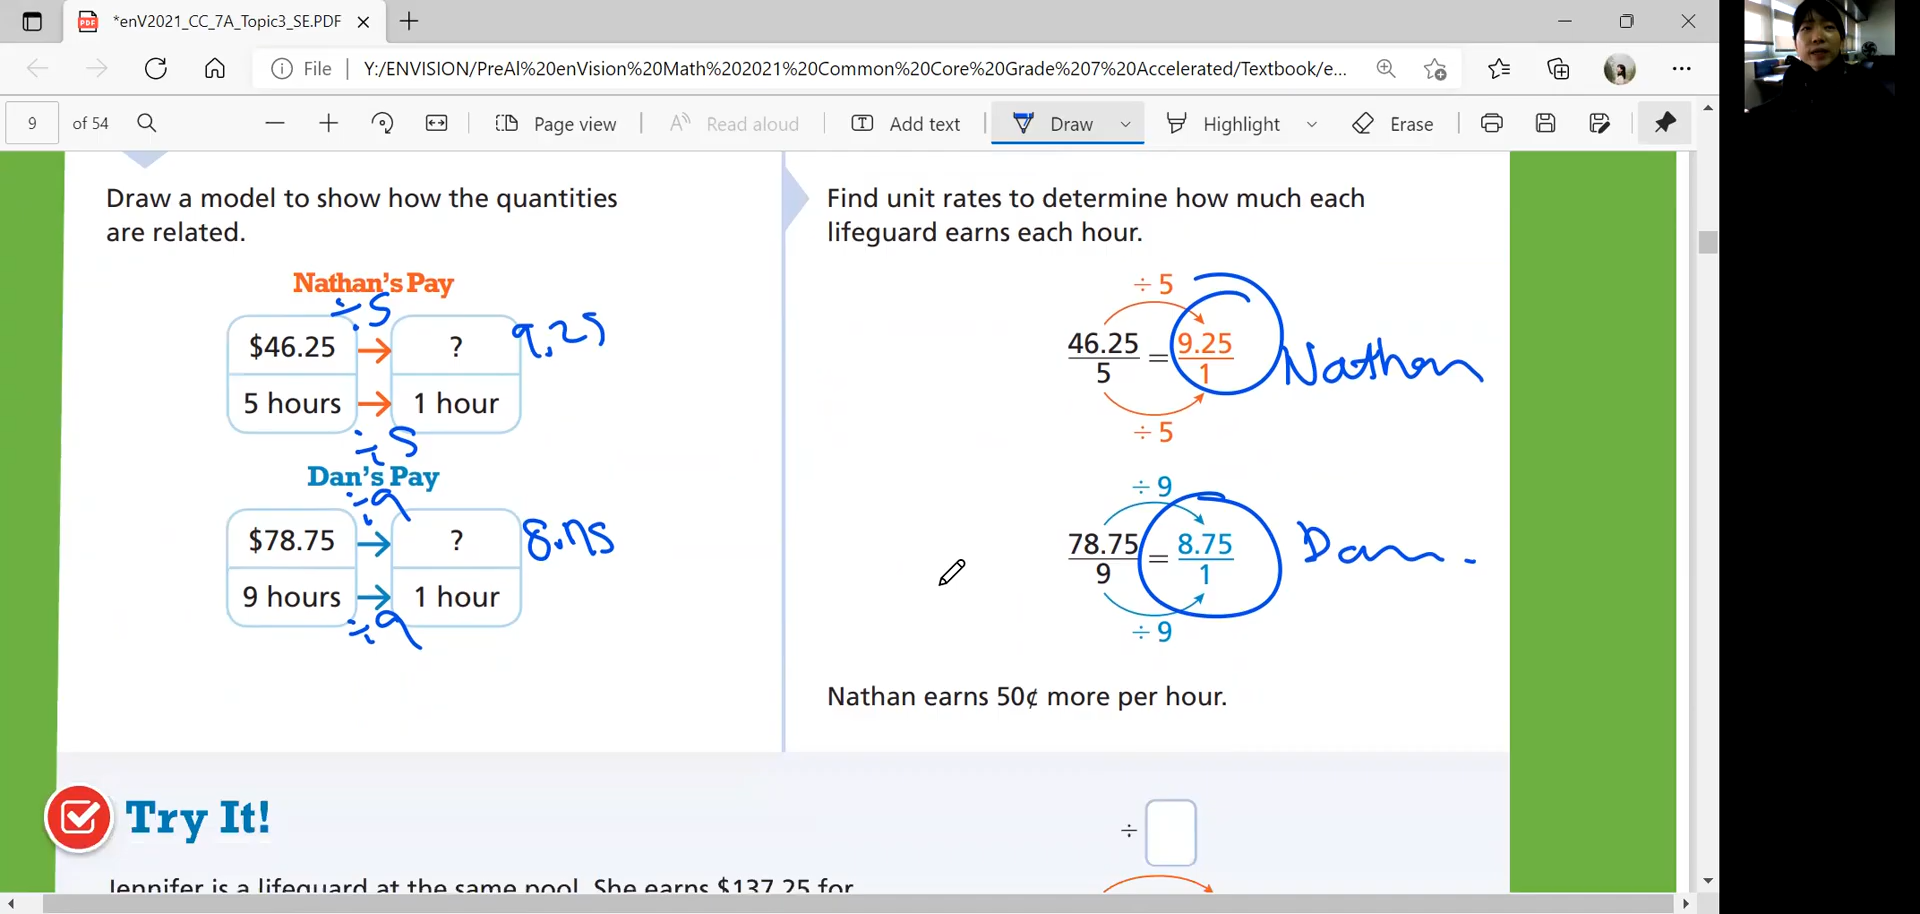 *enV2021_CC_7A_Topic3_SE.PDF
File
Y:/ENVISION/PreAl%20enVision%20Math%202021%20Common%20Core%20Grade%207%20Accelerated/Textbook/e...
9 of 54
Page view
Read aloud
Add text
Draw
Highlight
Erase
Draw a model to show how the quantities
are related.
Nathan's Pay
÷5
$46.25 → ? 9.25
5 hours → 1 hour
÷5
Dan's Pay
÷9
$78.75 → ? 8.75
9 hours → 1 hour
÷9
Find unit rates to determine how much each
lifeguard earns each hour.
÷ 5
46.25/5 = 9.25/1 Nathan
÷ 5
÷ 9
78.75/9 = 8.75/1 Dan.
÷ 9
Nathan earns 50¢ more per hour.
Try It!
÷
Jennifer is a lifeguard at the same pool. She earns $137.25 for